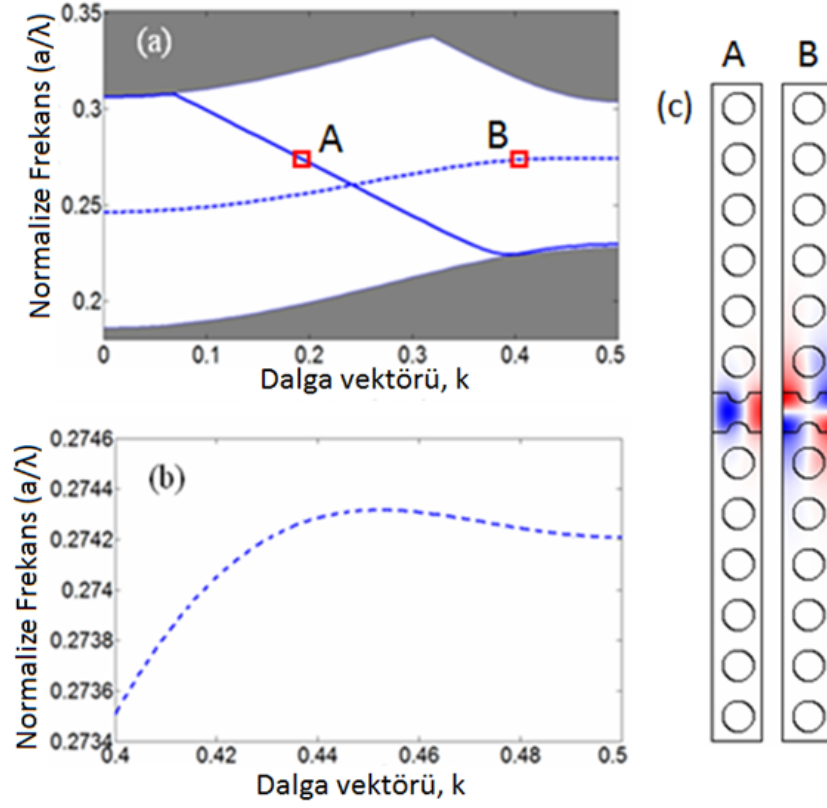 (a)
Normalize Frekans (a/λ)
0.35
0.3
0.25
0.2
A
B
0
0.1
0.2
0.3
0.4
0.5
Dalga vektörü, k
(b)
Normalize Frekans (a/λ)
0.2746
0.2744
0.2742
0.274
0.2738
0.2736
0.2734
0.4
0.42
0.44
0.46
0.48
0.5
Dalga vektörü, k
(c)
A
B